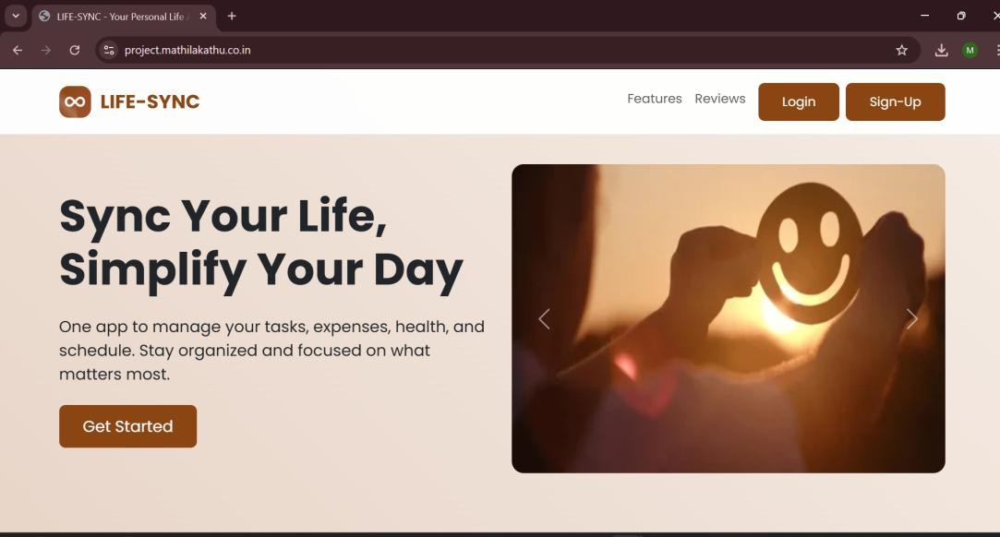 LIFE-SYNC - Your Personal Life
project.mathilakathu.co.in
M
LIFE-SYNC
Features
Reviews
Login
Sign-Up
Sync Your Life,
Simplify Your Day
One app to manage your tasks, expenses, health, and
schedule. Stay organized and focused on what
matters most.
Get Started